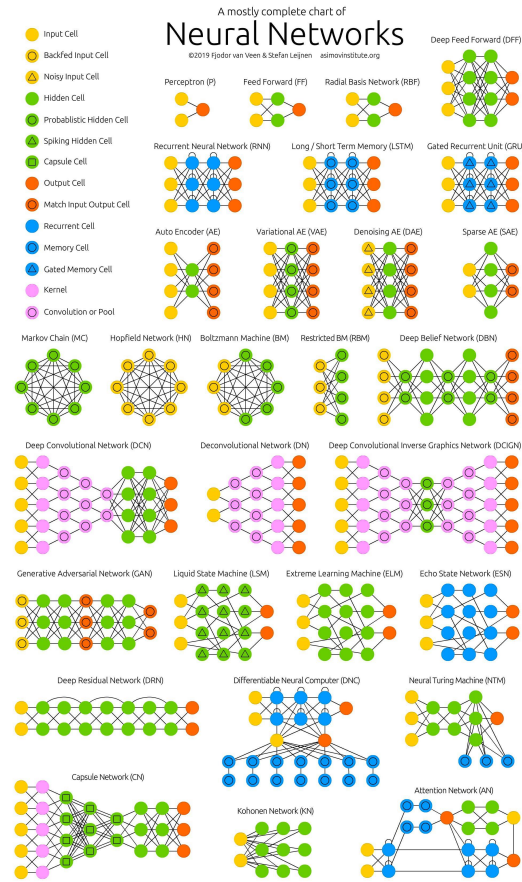 A mostly complete chart of
Neural Networks
©2019 Fjodor van Veen & Stefan Leijnen asimovinstitute.org
Input Cell
Backfed Input Cell
Noisy Input Cell
Hidden Cell
Probablistic Hidden Cell
Spiking Hidden Cell
Capsule Cell
Output Cell
Match Input Output Cell
Recurrent Cell
Memory Cell
Gated Memory Cell
Kernel
Convolution or Pool
Perceptron (P)
Feed Forward (FF)
Radial Basis Network (RBF)
Deep Feed Forward (DFF)
Recurrent Neural Network (RNN)
Long / Short Term Memory (LSTM)
Gated Recurrent Unit (GRU)
Auto Encoder (AE)
Variational AE (VAE)
Denoising AE (DAE)
Sparse AE (SAE)
Markov Chain (MC)
Hopfield Network (HN)
Boltzmann Machine (BM)
Restricted BM (RBM)
Deep Belief Network (DBN)
Deep Convolutional Network (DCN)
Deconvolutional Network (DN)
Deep Convolutional Inverse Graphics Network (DCIGN)
Generative Adversarial Network (GAN)
Liquid State Machine (LSM)
Extreme Learning Machine (ELM)
Echo State Network (ESN)
Deep Residual Network (DRN)
Differentiable Neural Computer (DNC)
Neural Turing Machine (NTM)
Capsule Network (CN)
Kohonen Network (KN)
Attention Network (AN)